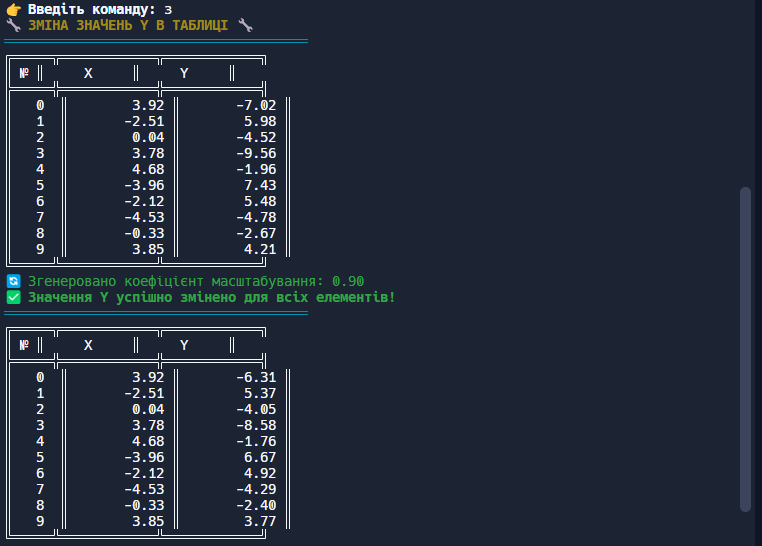 👉 Введіть команду: 3
🔧 ЗМІНА ЗНАЧЕНЬ Y В ТАБЛИЦІ 🔧
№ X Y
0 3.92 -7.02
1 -2.51 5.98
2 0.04 -4.52
3 3.78 -9.56
4 4.68 -1.96
5 -3.96 7.43
6 -2.12 5.48
7 -4.53 -4.78
8 -0.33 -2.67
9 3.85 4.21
🔄 Згенеровано коефіцієнт масштабування: 0.90
✅ Значення Y успішно змінено для всіх елементів!
№ X Y
0 3.92 -6.31
1 -2.51 5.37
2 0.04 -4.05
3 3.78 -8.58
4 4.68 -1.76
5 -3.96 6.67
6 -2.12 4.92
7 -4.53 -4.29
8 -0.33 -2.40
9 3.85 3.77